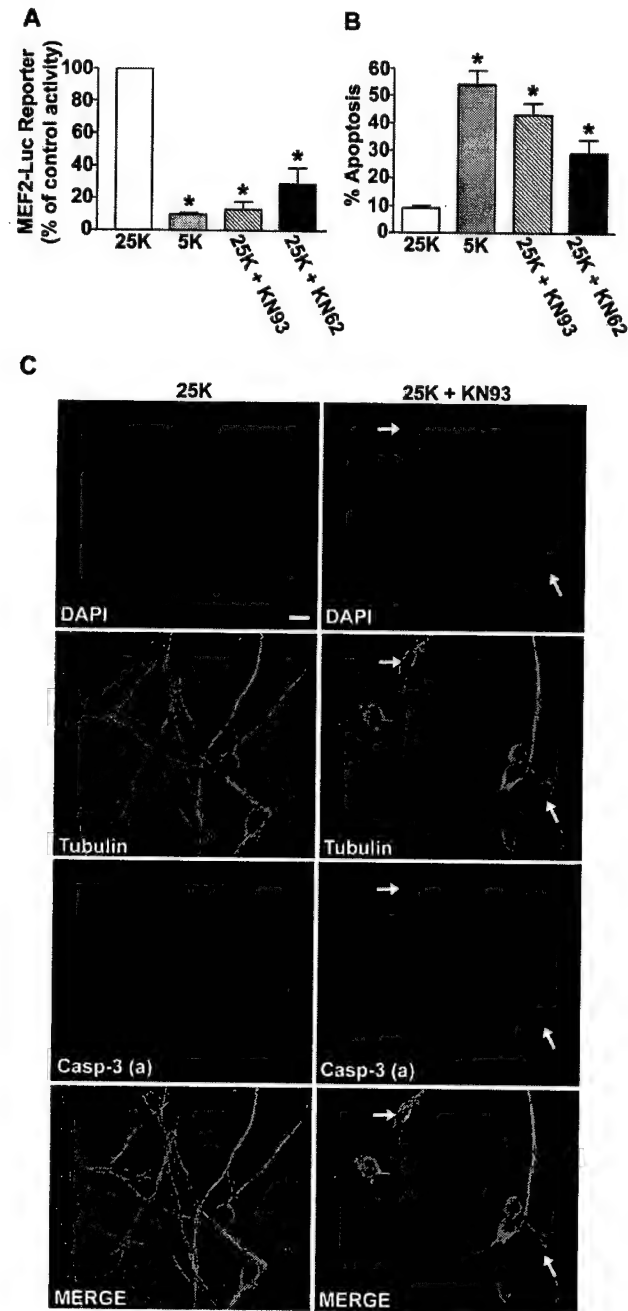 A
MEF2-Luc Reporter
(% of control activity)
100
80
60
40
20
0
25K
5K
25K + KN93
25K + KN62
B
% Apoptosis
60
50
40
30
20
10
0
25K
5K
25K + KN93
25K + KN62
C
25K
25K + KN93
DAPI
DAPI
Tubulin
Tubulin
Casp-3 (a)
Casp-3 (a)
MERGE
MERGE